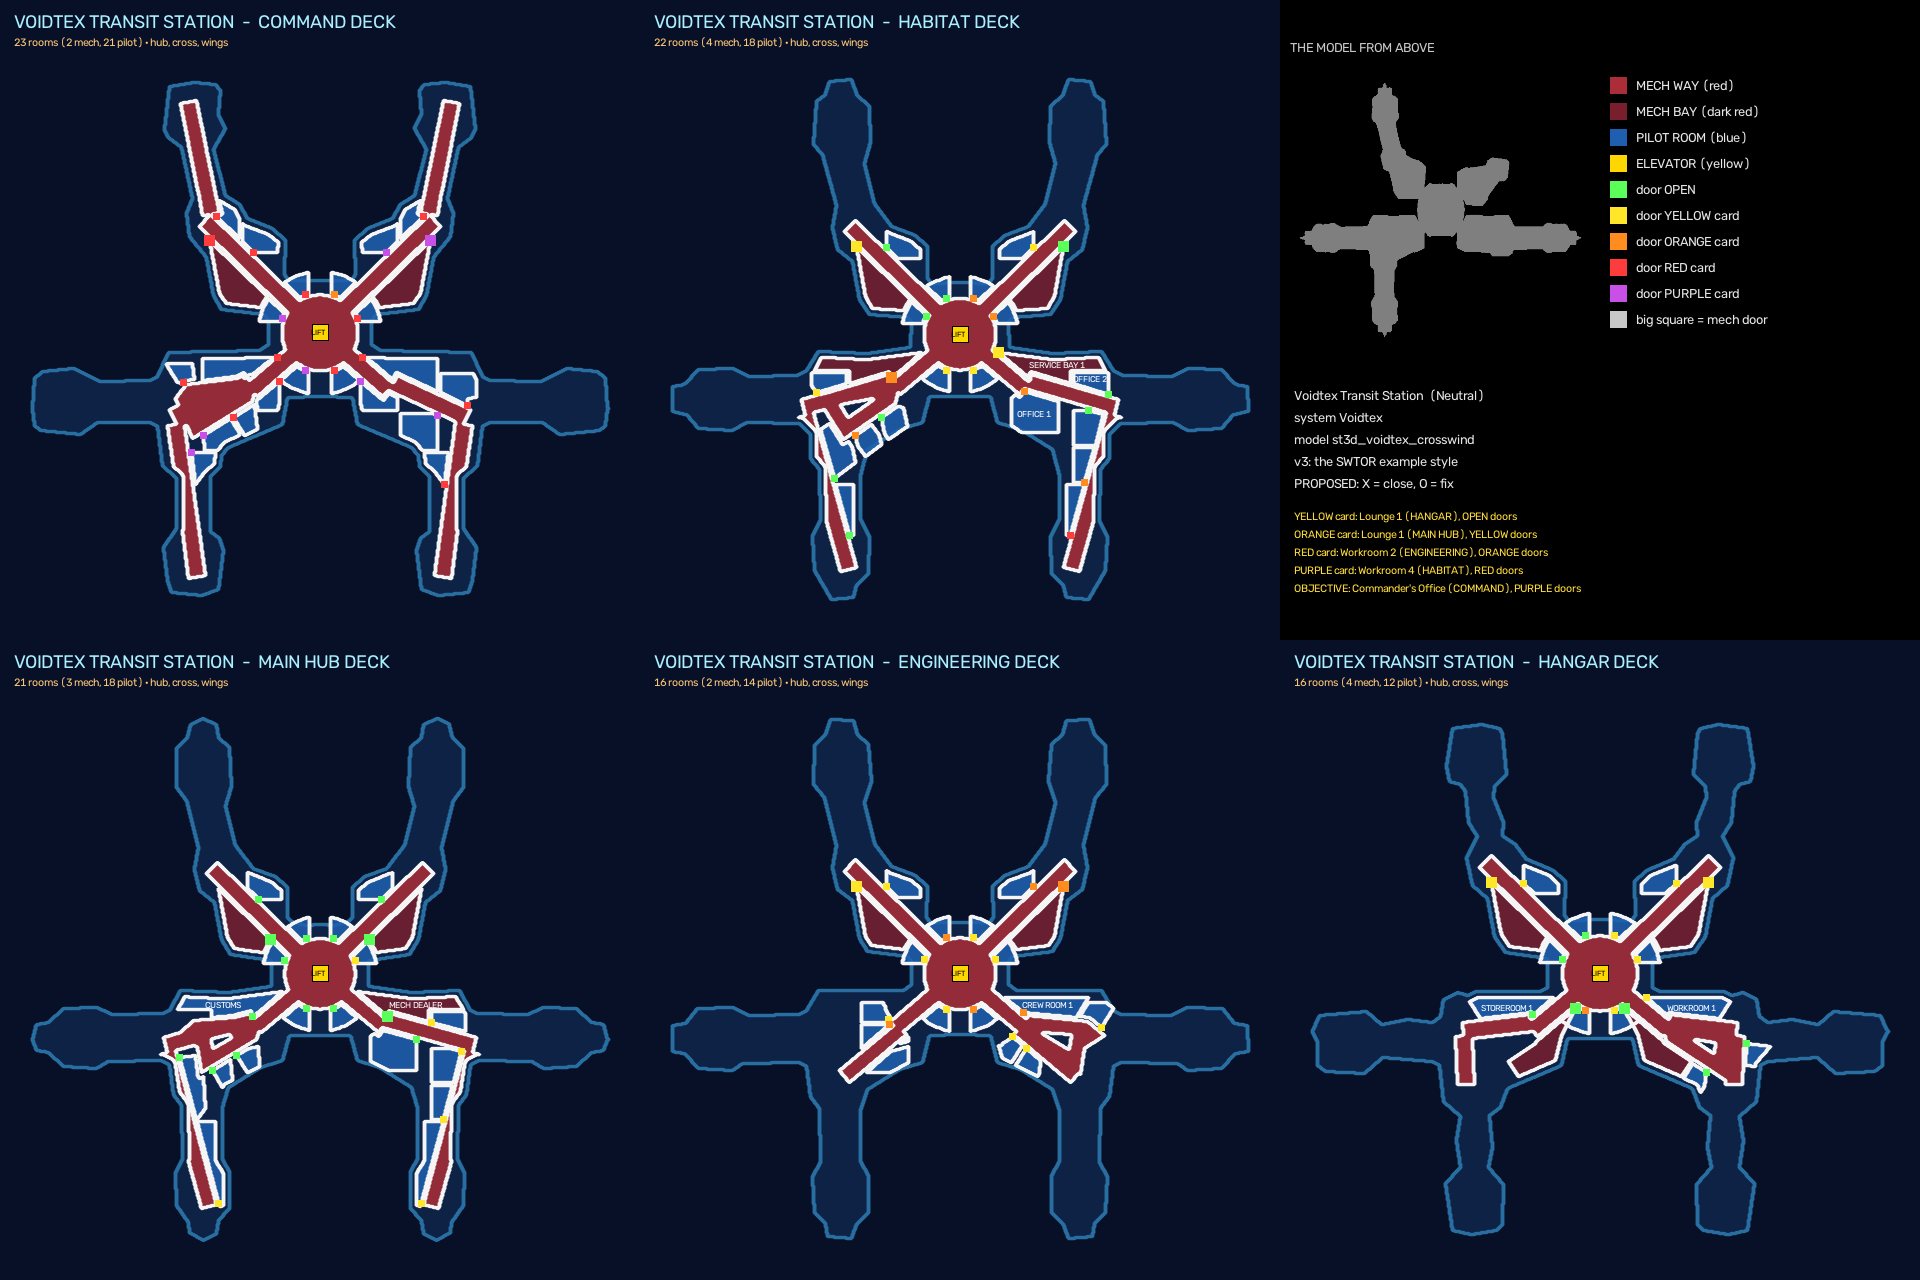 VOIDTEX TRANSIT STATION - COMMAND DECK
23 rooms (2 mech, 21 pilot) • hub, cross, wings
LIFT
VOIDTEX TRANSIT STATION - HABITAT DECK
22 rooms (4 mech, 18 pilot) • hub, cross, wings
LIFT
SERVICE BAY 1
OFFICE 2
OFFICE 1
THE MODEL FROM ABOVE
MECH WAY (red)
MECH BAY (dark red)
PILOT ROOM (blue)
ELEVATOR (yellow)
door OPEN
door YELLOW card
door ORANGE card
door RED card
door PURPLE card
big square = mech door
Voidtex Transit Station (Neutral)
system Voidtex
model st3d_voidtex_crosswind
v3: the SWTOR example style
PROPOSED: X = close, O = fix
YELLOW card: Lounge 1 (HANGAR), OPEN doors
ORANGE card: Lounge 1 (MAIN HUB), YELLOW doors
RED card: Workroom 2 (ENGINEERING), ORANGE doors
PURPLE card: Workroom 4 (HABITAT), RED doors
OBJECTIVE: Commander's Office (COMMAND), PURPLE doors
VOIDTEX TRANSIT STATION - MAIN HUB DECK
21 rooms (3 mech, 18 pilot) • hub, cross, wings
LIFT
CUSTOMS
MECH DEALER
VOIDTEX TRANSIT STATION - ENGINEERING DECK
16 rooms (2 mech, 14 pilot) • hub, cross, wings
LIFT
CREW ROOM 1
VOIDTEX TRANSIT STATION - HANGAR DECK
16 rooms (4 mech, 12 pilot) • hub, cross, wings
LIFT
STOREROOM 1
WORKROOM 1